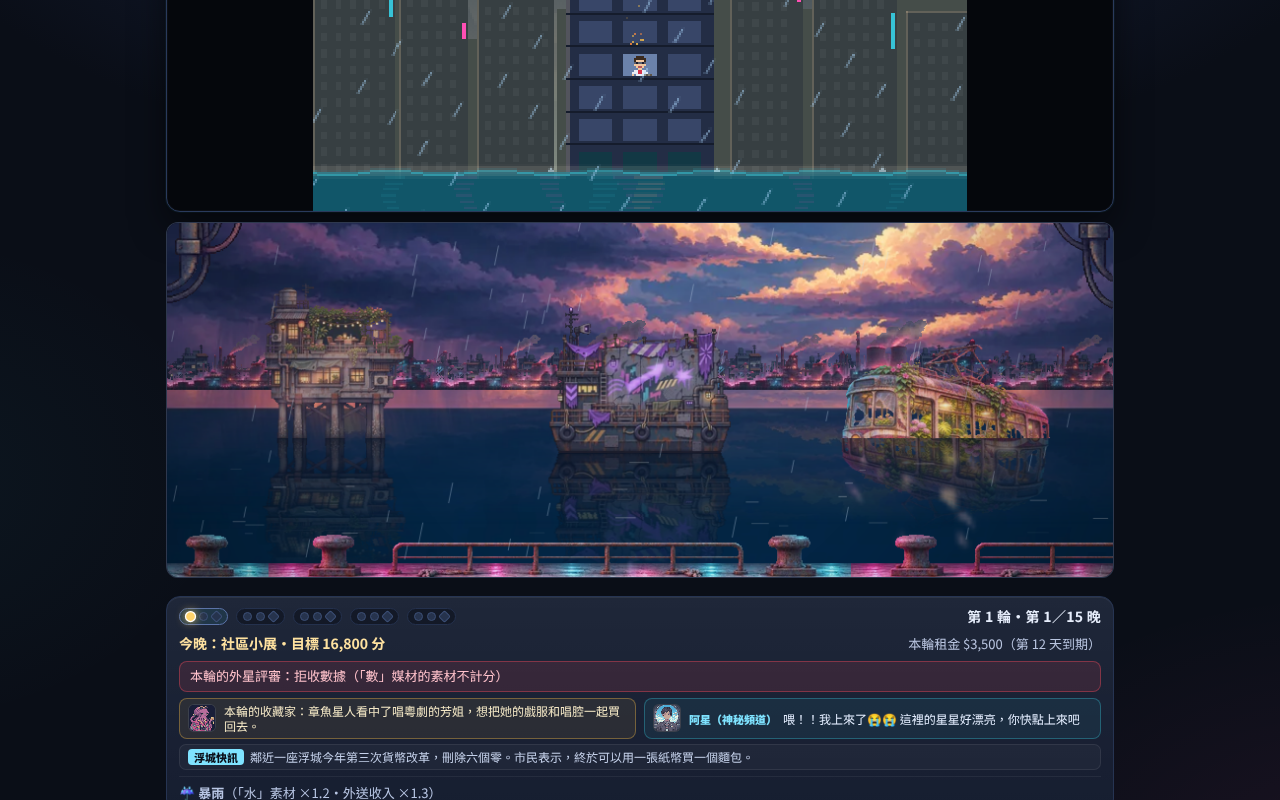 第 1 輪・第 1／15 晚
今晚：社區小展・目標 16,800 分
本輪租金 $3,500（第 12 天到期）
本輪的外星評審：拒收數據（「數」媒材的素材不計分）
本輪的收藏家：章魚星人看中了唱粵劇的芳姐，想把她的戲服和唱腔一起買
回去。
阿星（神秘頻道） 喂！！我上來了😭😭 這裡的星星好漂亮，你快點上來吧
浮城快訊 鄰近一座浮城今年第三次貨幣改革，刪除六個零。市民表示，終於可以用一張紙幣買一個麵包。
☔ 暴雨（「水」素材 ×1.2・外送收入 ×1.3）